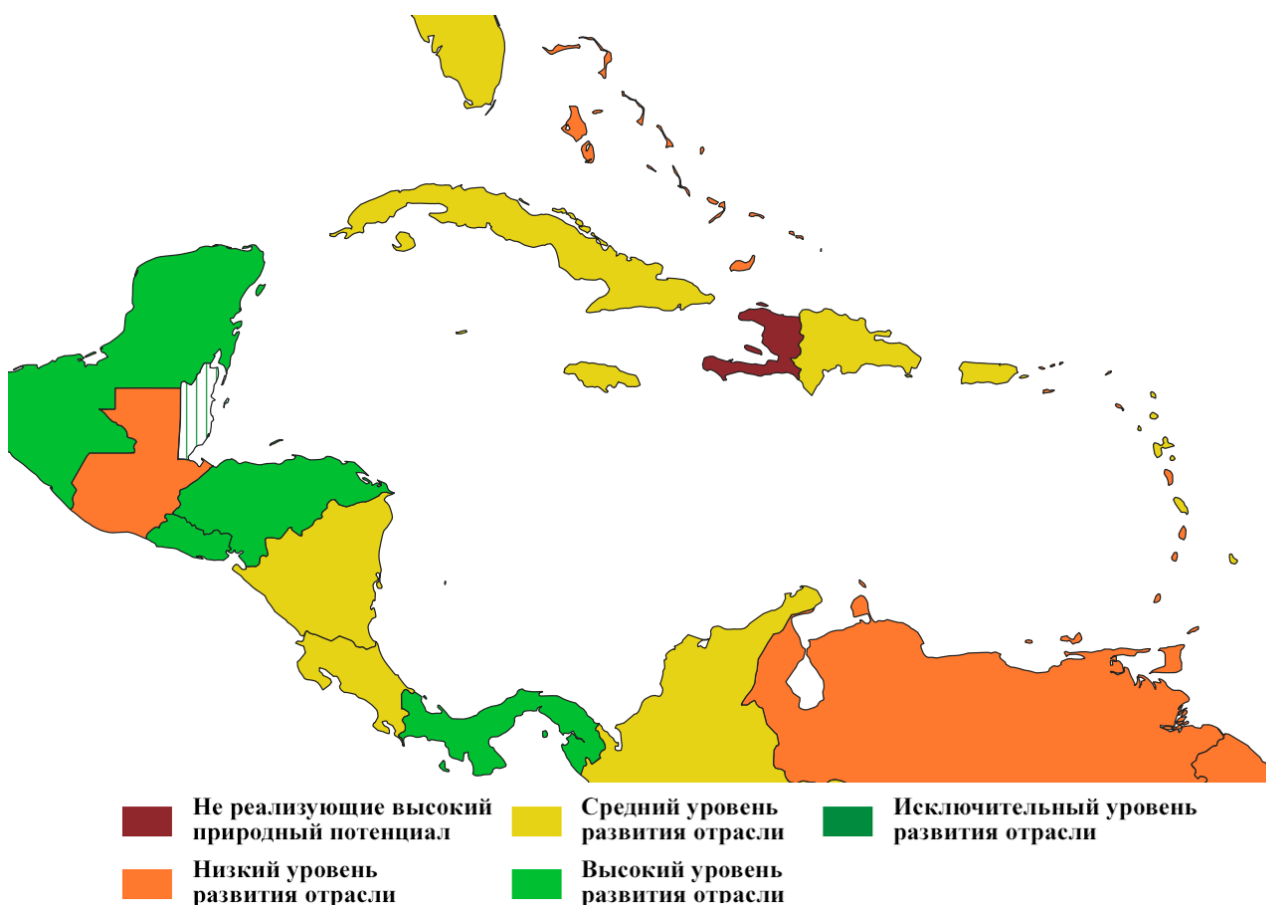 Не реализующие высокий
природный потенциал
Средний уровень
развития отрасли
Исключительный уровень
развития отрасли
Низкий уровень
развития отрасли
Высокий уровень
развития отрасли